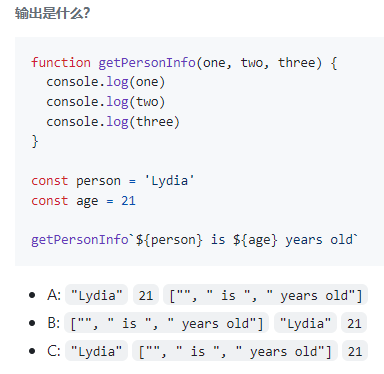 输出是什么?
function getPersonInfo(one, two, three) {
  console.log(one)
  console.log(two)
  console.log(three)
}
const person = 'Lydia'
const age = 21
getPersonInfo`${person} is ${age} years old`
• A: "Lydia" 21 ["", " is ", " years old"]
• B: ["", " is ", " years old"] "Lydia" 21
• C: "Lydia" ["", " is ", " years old"] 21